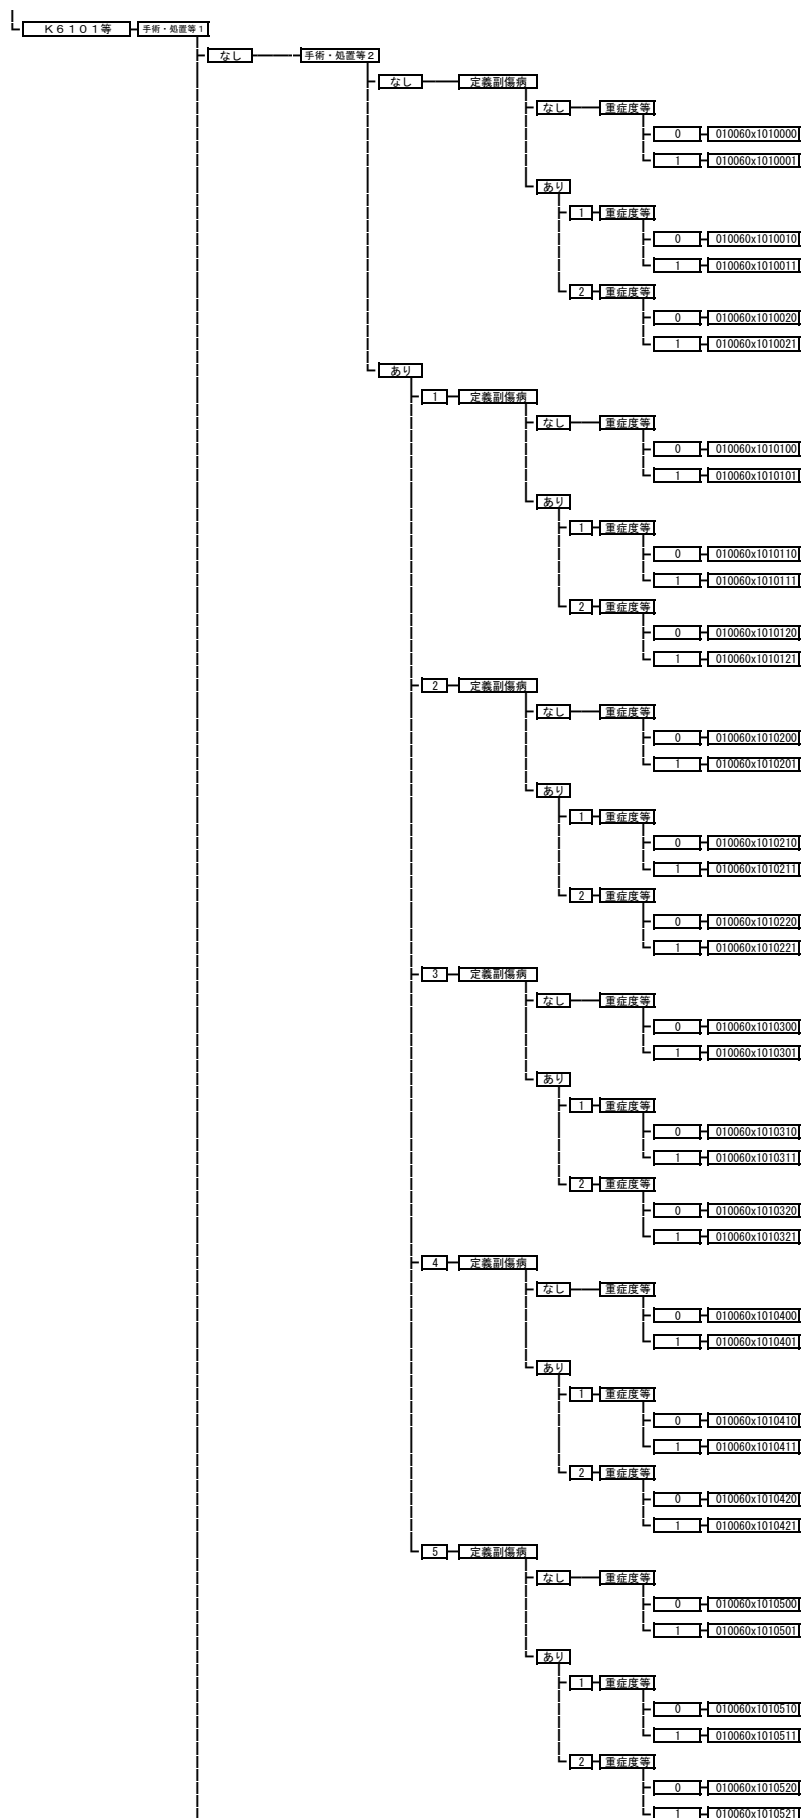 Ｋ６１０１等 手術・処置等１
なし 手術・処置等２
なし 定義副傷病
なし 重症度等
0 010060x1010000
1 010060x1010001
あり
1 重症度等
0 010060x1010010
1 010060x1010011
2 重症度等
0 010060x1010020
1 010060x1010021
あり
1 定義副傷病
なし 重症度等
0 010060x1010100
1 010060x1010101
あり
1 重症度等
0 010060x1010110
1 010060x1010111
2 重症度等
0 010060x1010120
1 010060x1010121
2 定義副傷病
なし 重症度等
0 010060x1010200
1 010060x1010201
あり
1 重症度等
0 010060x1010210
1 010060x1010211
2 重症度等
0 010060x1010220
1 010060x1010221
3 定義副傷病
なし 重症度等
0 010060x1010300
1 010060x1010301
あり
1 重症度等
0 010060x1010310
1 010060x1010311
2 重症度等
0 010060x1010320
1 010060x1010321
4 定義副傷病
なし 重症度等
0 010060x1010400
1 010060x1010401
あり
1 重症度等
0 010060x1010410
1 010060x1010411
2 重症度等
0 010060x1010420
1 010060x1010421
5 定義副傷病
なし 重症度等
0 010060x1010500
1 010060x1010501
あり
1 重症度等
0 010060x1010510
1 010060x1010511
2 重症度等
0 010060x1010520
1 010060x1010521